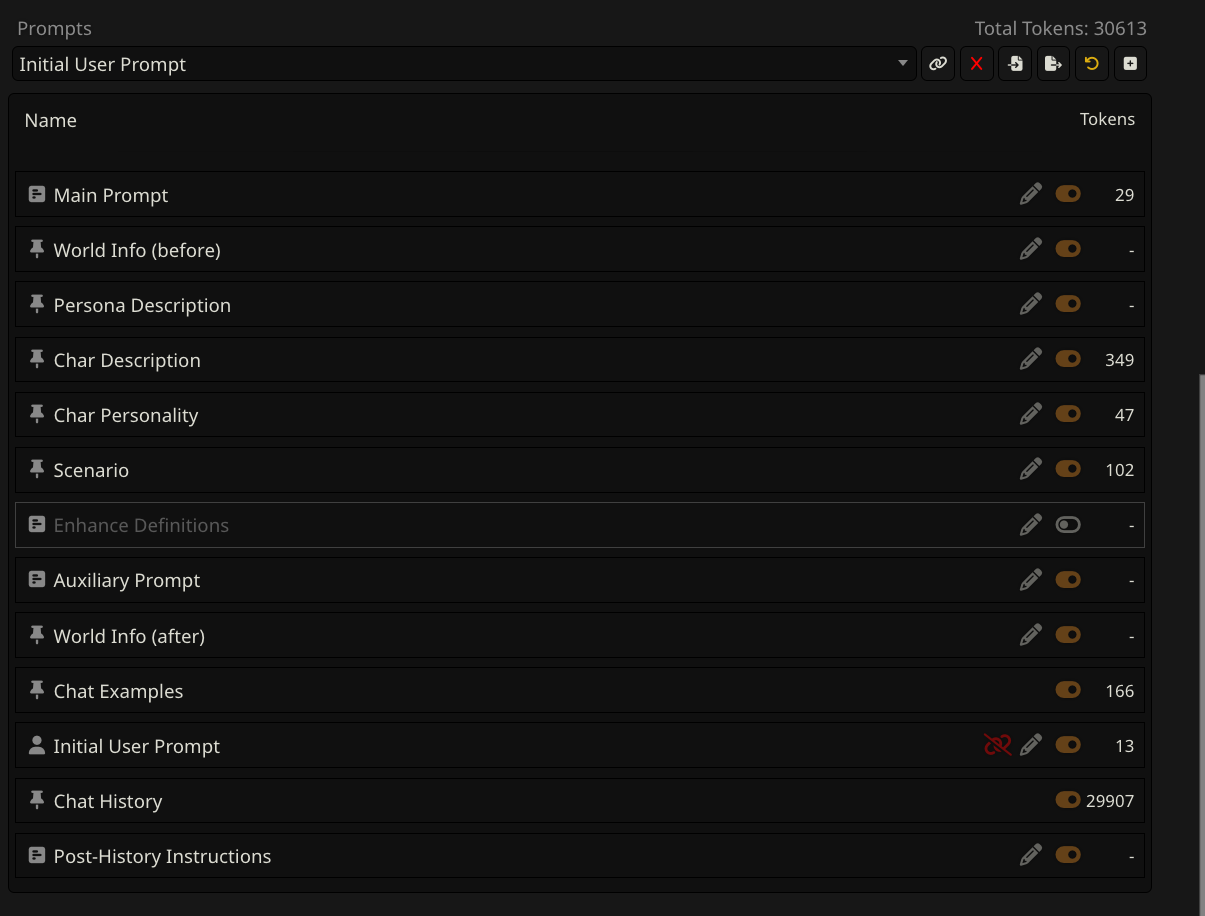 Prompts Total Tokens: 30613
Initial User Prompt
Name Tokens
Main Prompt 29
World Info (before) -
Persona Description -
Char Description 349
Char Personality 47
Scenario 102
Enhance Definitions -
Auxiliary Prompt -
World Info (after) -
Chat Examples 166
Initial User Prompt 13
Chat History 29907
Post-History Instructions -